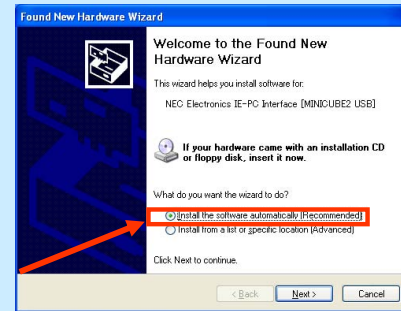 Found New Hardware Wizard
Welcome to the Found New
Hardware Wizard
This wizard helps you install software for:
NEC Electronics IE-PC Interface [MINICUBE2 USB]
If your hardware came with an installation CD
or floppy disk, insert it now.
What do you want the wizard to do?
Install the software automatically (Recommended)
Install from a list or specific location (Advanced)
Click Next to continue.
< Back Next > Cancel